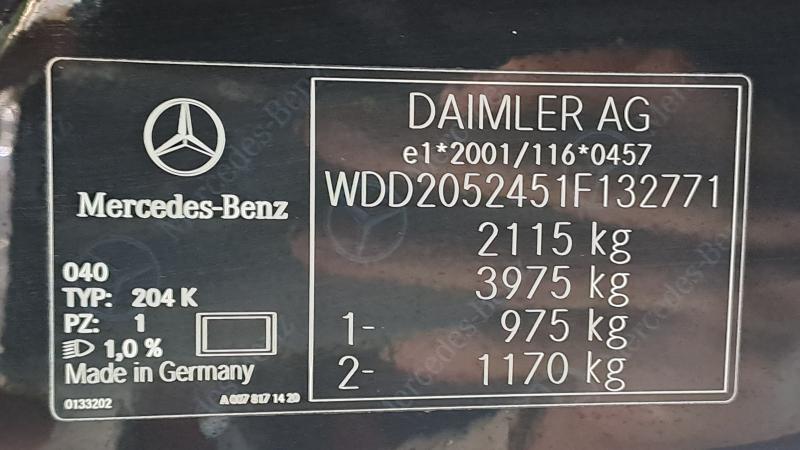 Mercedes-Benz
040
TYP: 204 K
PZ: 1
1,0 %
Made in Germany
0133202
A 007 817 14 20
DAIMLER AG
e1*2001/116*0457
WDD2052451F132771
2115 kg
3975 kg
1- 975 kg
2- 1170 kg